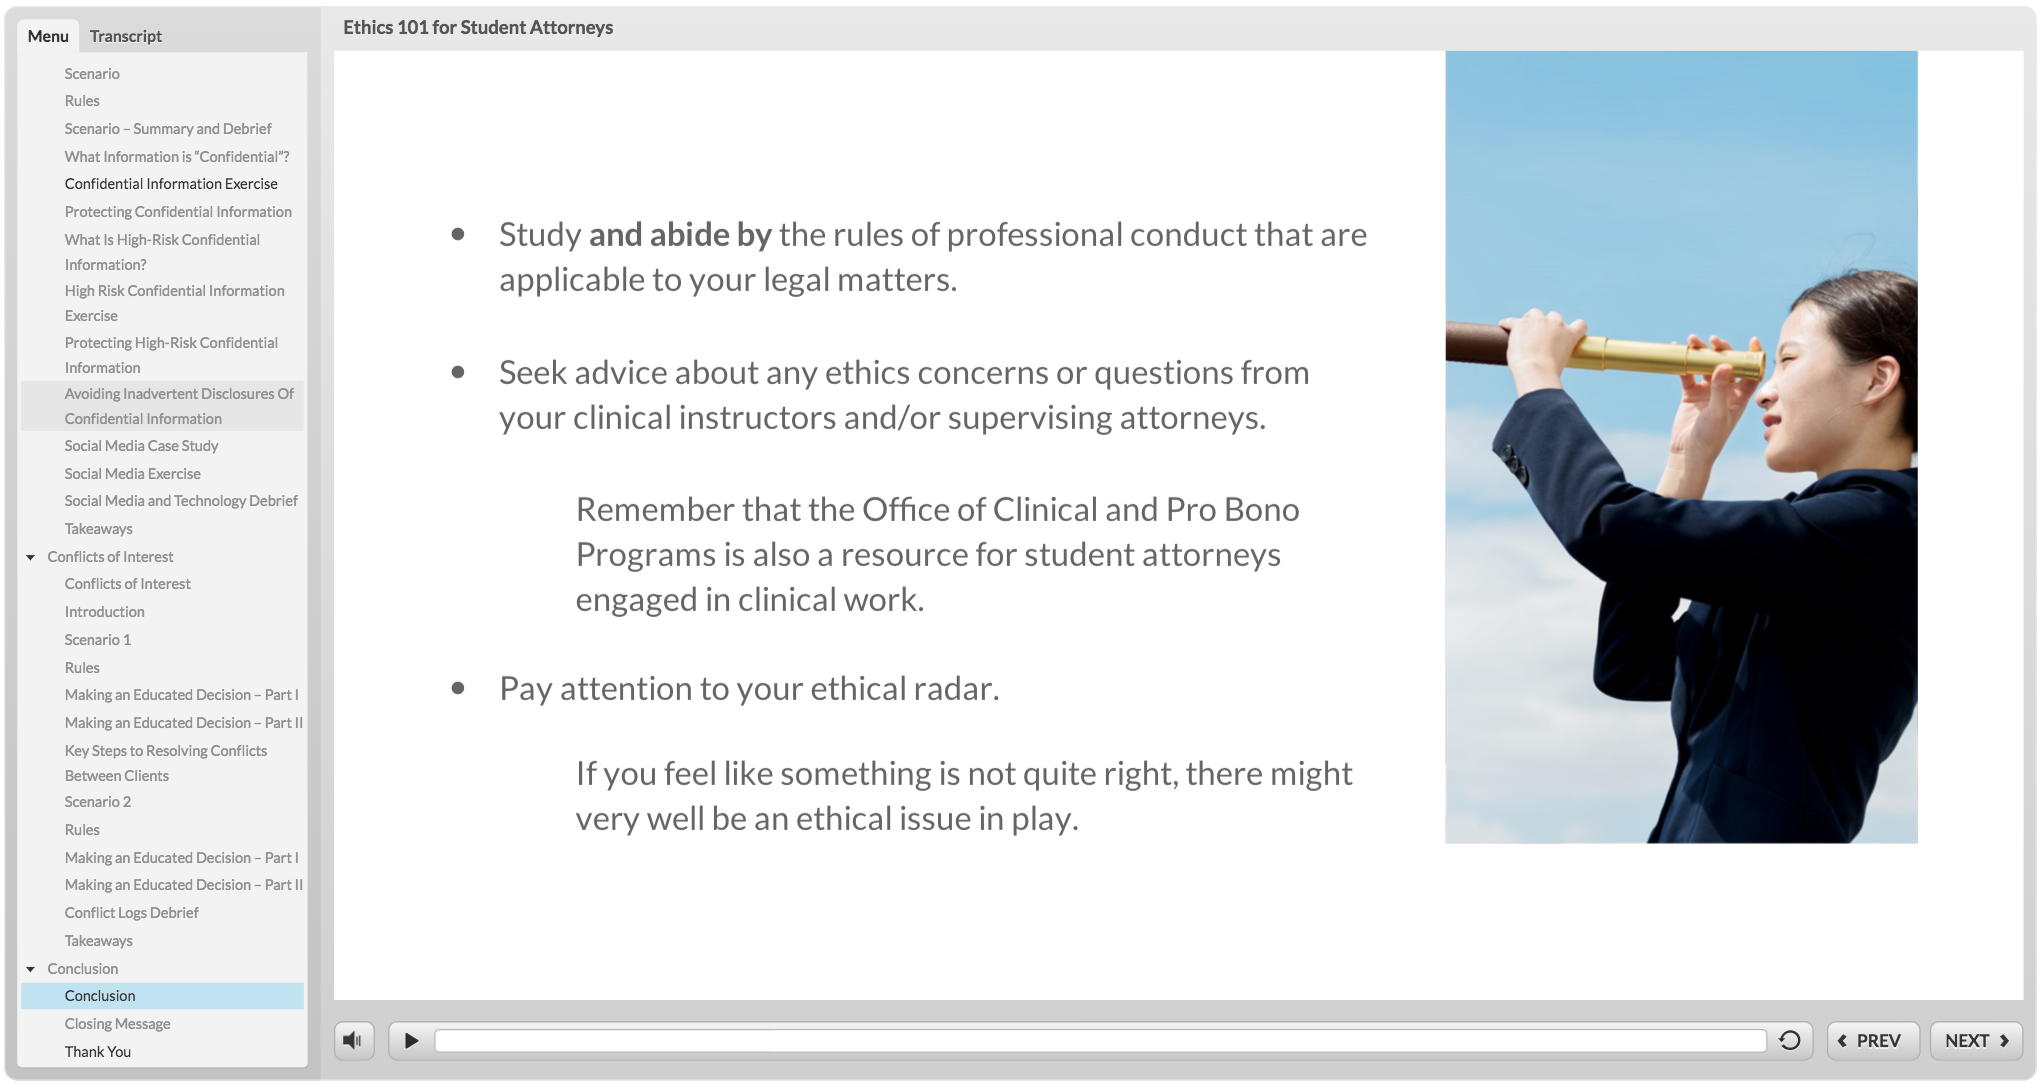 Menu
Transcript
Ethics 101 for Student Attorneys
Scenario
Rules
Scenario – Summary and Debrief
What Information is “Confidential”?
Confidential Information Exercise
Protecting Confidential Information
What Is High-Risk Confidential
Information?
High Risk Confidential Information
Exercise
Protecting High-Risk Confidential
Information
Avoiding Inadvertent Disclosures Of
Confidential Information
Social Media Case Study
Social Media Exercise
Social Media and Technology Debrief
Takeaways
Conflicts of Interest
Conflicts of Interest
Introduction
Scenario 1
Rules
Making an Educated Decision – Part I
Making an Educated Decision – Part II
Key Steps to Resolving Conflicts
Between Clients
Scenario 2
Rules
Making an Educated Decision – Part I
Making an Educated Decision – Part II
Conflict Logs Debrief
Takeaways
Conclusion
Conclusion
Closing Message
Thank You
• Study and abide by the rules of professional conduct that are
applicable to your legal matters.
• Seek advice about any ethics concerns or questions from
your clinical instructors and/or supervising attorneys.
Remember that the Office of Clinical and Pro Bono
Programs is also a resource for student attorneys
engaged in clinical work.
• Pay attention to your ethical radar.
If you feel like something is not quite right, there might
very well be an ethical issue in play.
PREV
NEXT